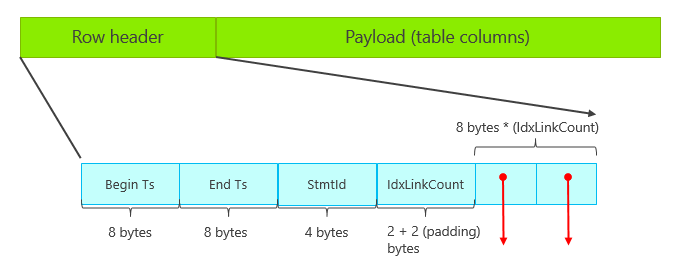 Row header
Payload (table columns)
8 bytes * (IdxLinkCount)
Begin Ts
End Ts
StmtId
IdxLinkCount
8 bytes
8 bytes
4 bytes
2 + 2 (padding)
bytes